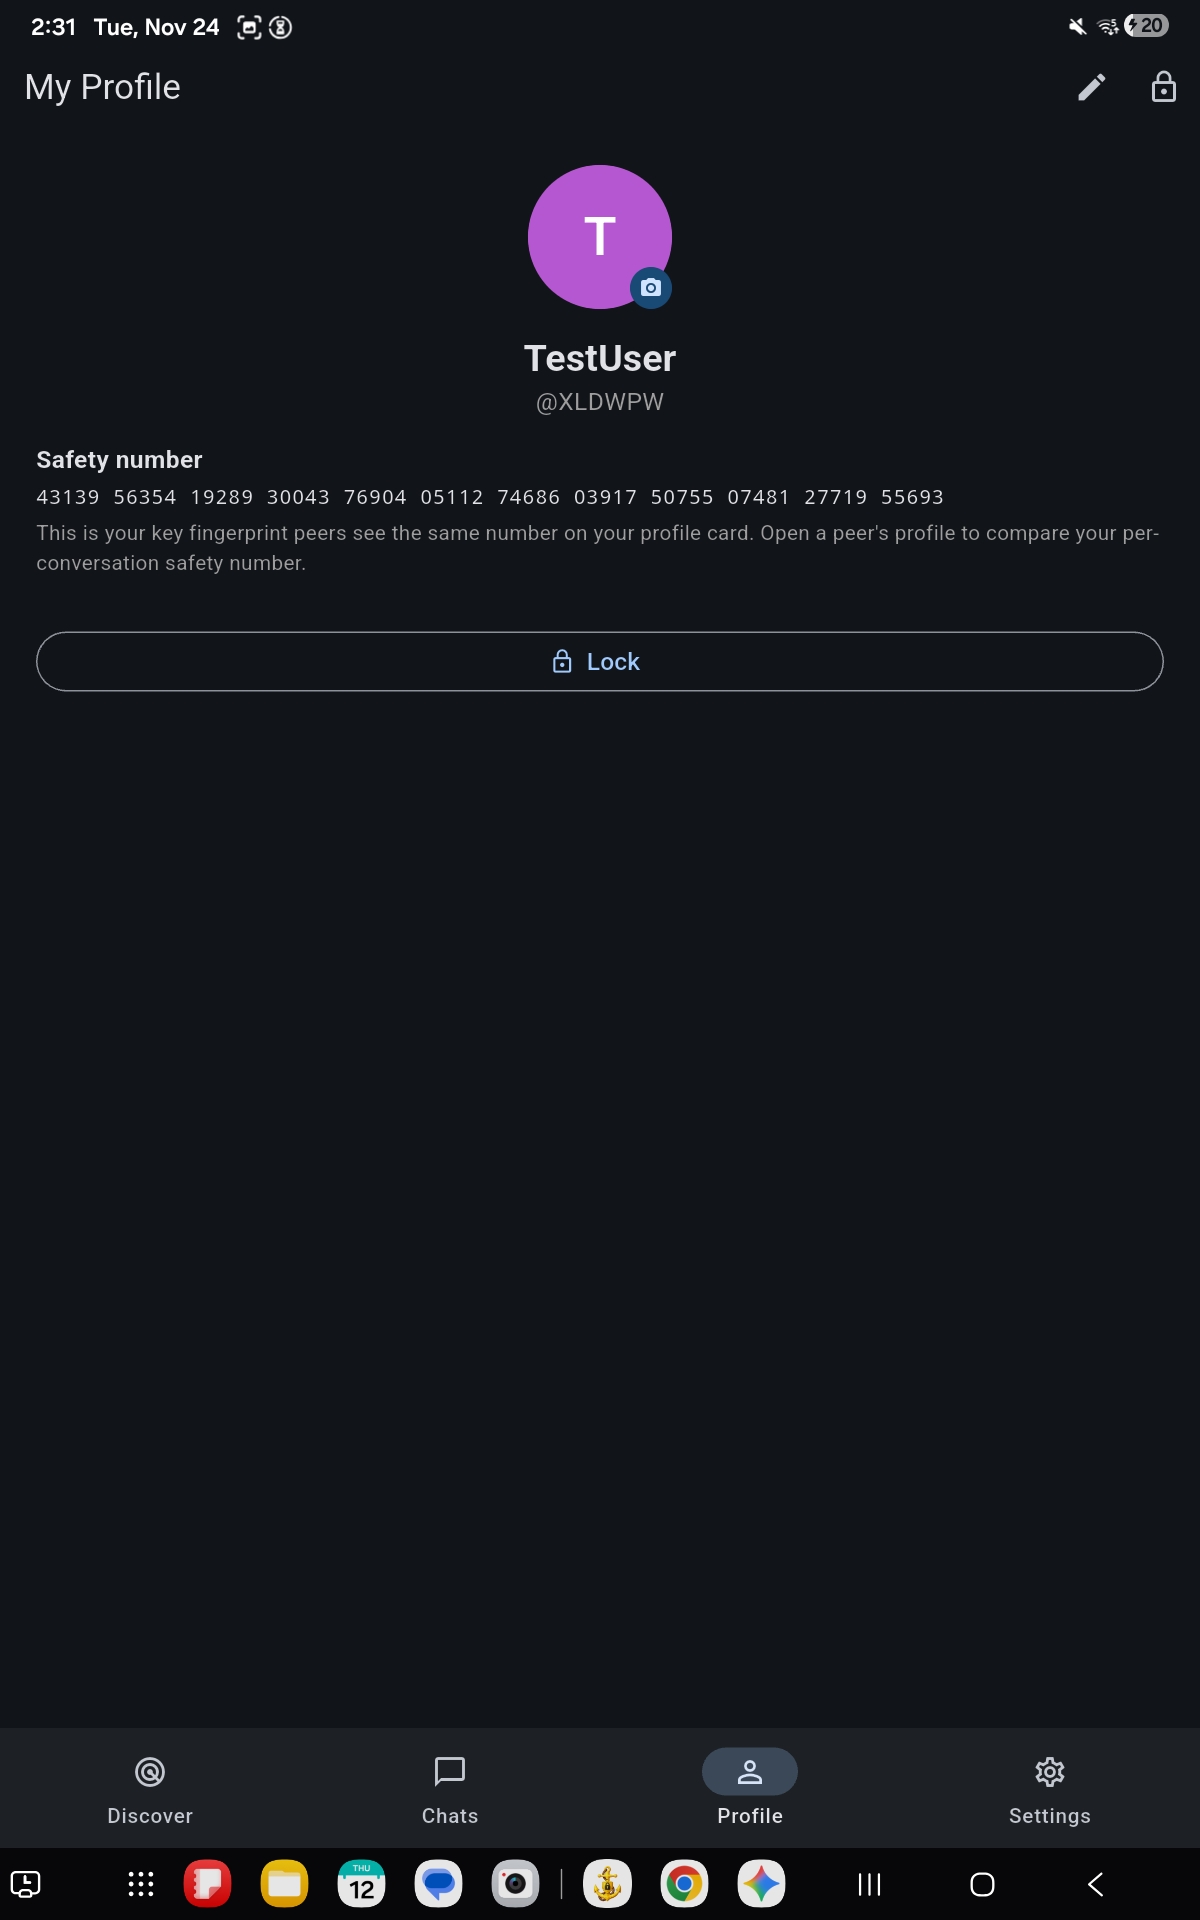 2:31 Tue, Nov 24
5 20
My Profile
T
TestUser
@XLDWPW
Safety number
43139 56354 19289 30043 76904 05112 74686 03917 50755 07481 27719 55693
This is your key fingerprint peers see the same number on your profile card. Open a peer's profile to compare your per-
conversation safety number.
Lock
Discover Chats Profile Settings
THU
12